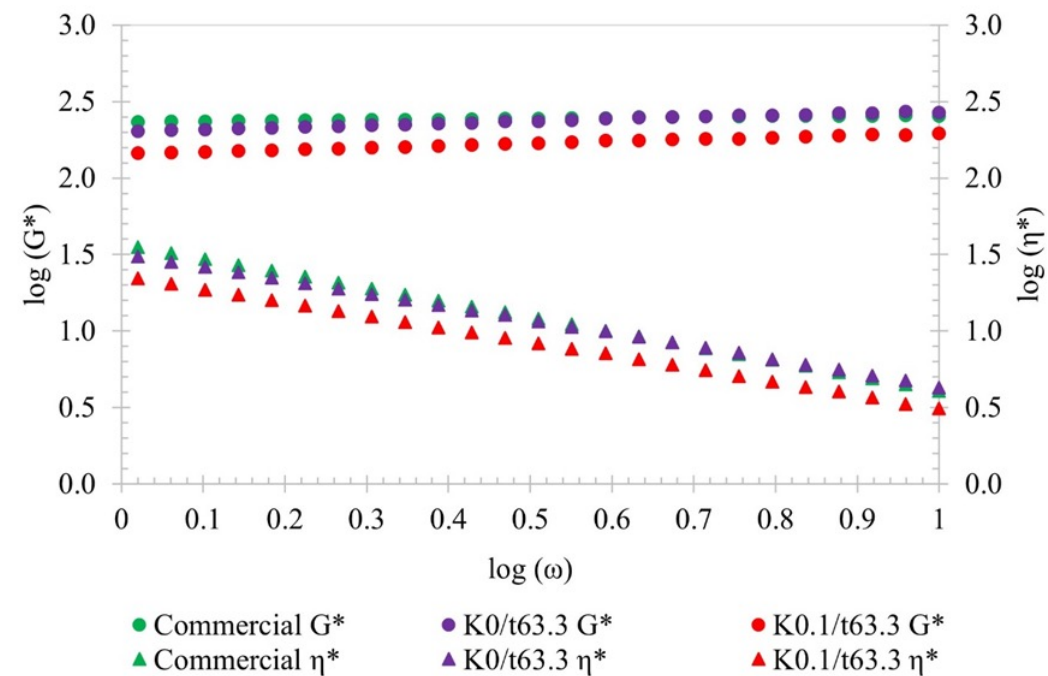 3.0 3.0
2.5 2.5
2.0 2.0
1.5 1.5
1.0 1.0
0.5 0.5
0.0 0.0
log (G*)
log (η*)
0 0.1 0.2 0.3 0.4 0.5 0.6 0.7 0.8 0.9 1
log (ω)
Commercial G* K0/t63.3 G* K0.1/t63.3 G*
Commercial η* K0/t63.3 η* K0.1/t63.3 η*